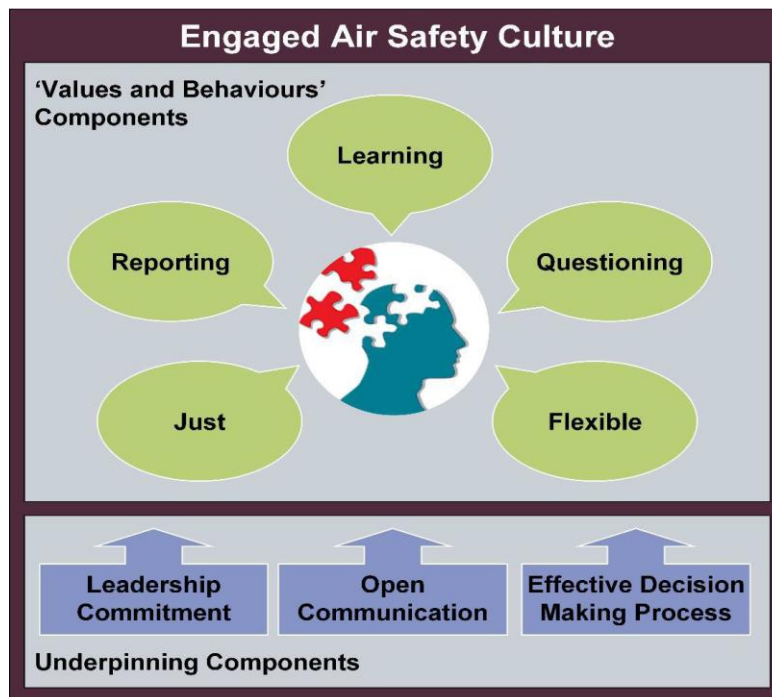 Engaged Air Safety Culture
‘Values and Behaviours’
Components
Learning
Reporting
Questioning
Just
Flexible
Leadership
Commitment
Open
Communication
Effective Decision
Making Process
Underpinning Components